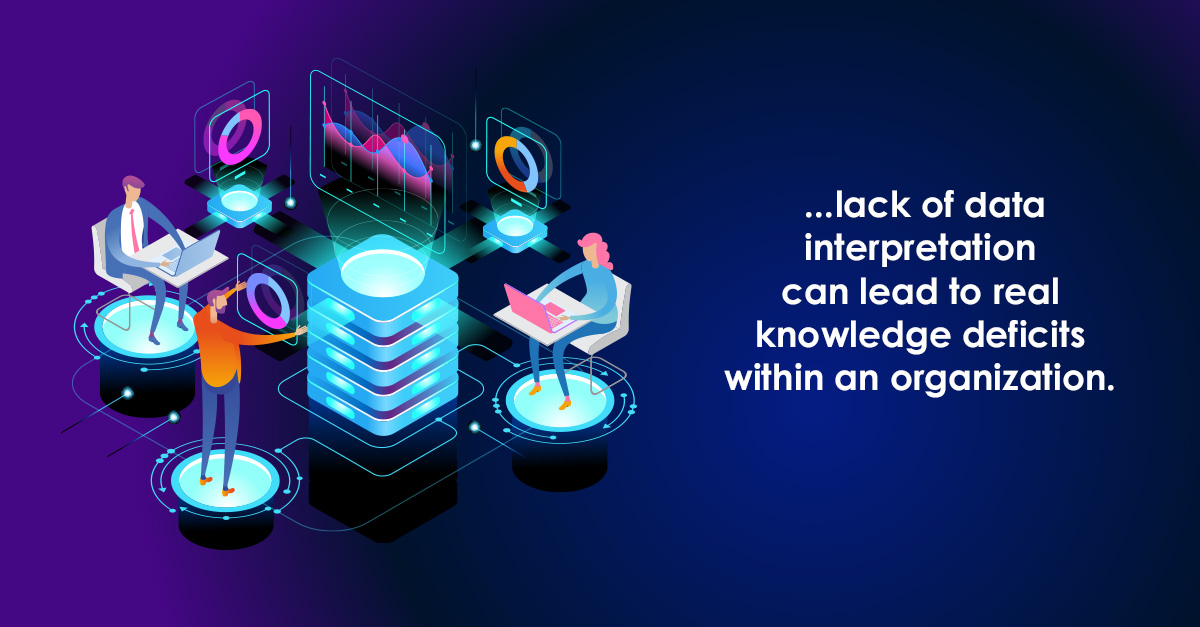 ...lack of data
interpretation
can lead to real
knowledge deficits
within an organization.